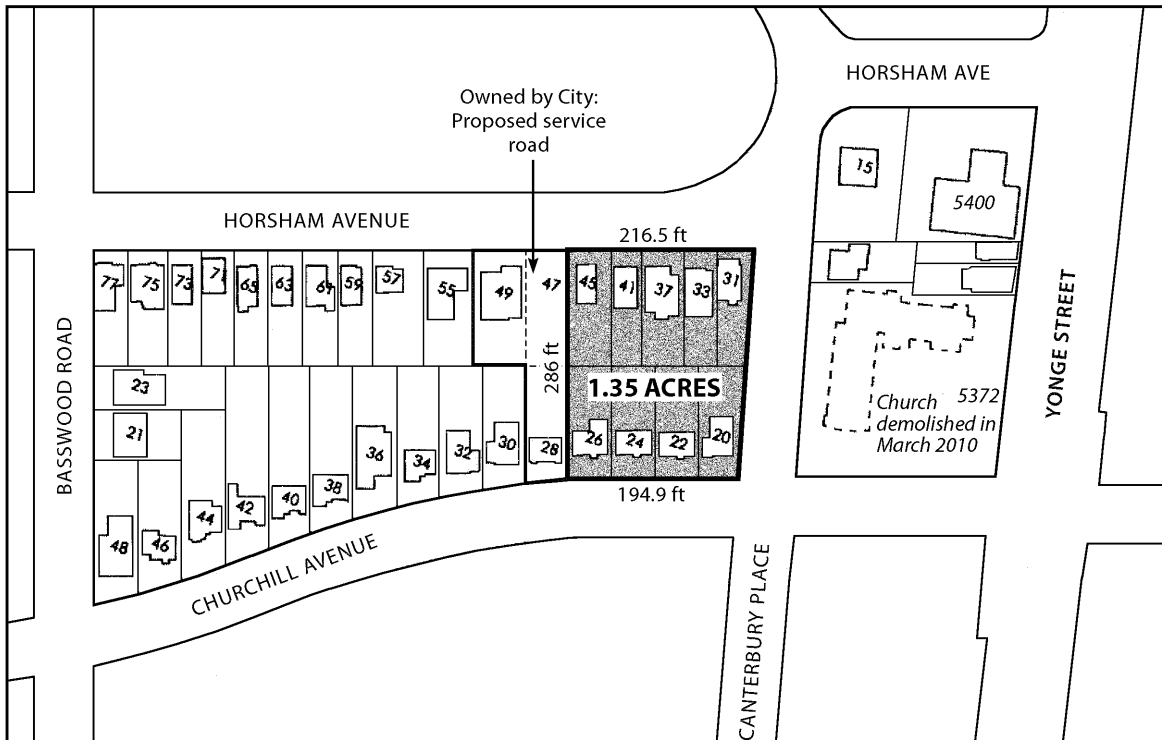 HORSHAM AVE
Owned by City:
Proposed service
road
15
5400
HORSHAM AVENUE
216.5 ft
77
75
73
71
65
63
61
59
57
55
49
47
45
41
37
33
31
286 ft
1.35 ACRES
BASSWOOD ROAD
YONGE STREET
23
21
5372
Church
demolished in
March 2010
48
46
44
42
40
38
36
34
32
30
28
26
24
22
20
194.9 ft
CHURCHILL AVENUE
CANTERBURY PLACE